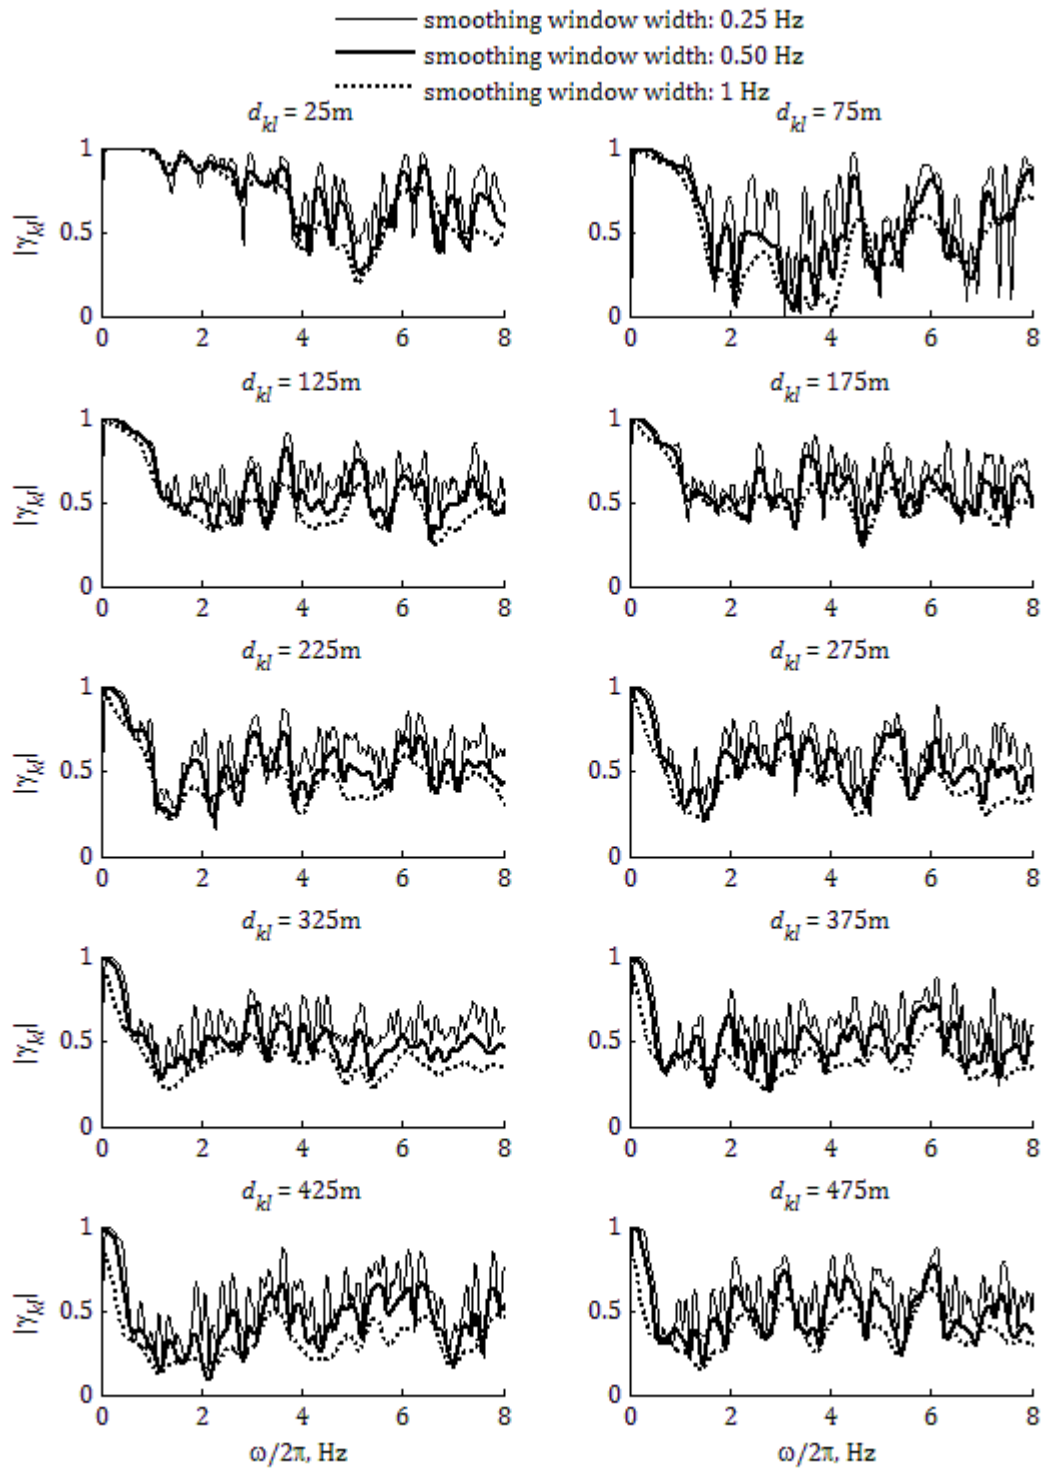 smoothing window width: 0.25 Hz
smoothing window width: 0.50 Hz
smoothing window width: 1 Hz
d_kl = 25m
d_kl = 75m
|γ_kl|
1
0.5
0
0 2 4 6 8
1
0.5
0
0 2 4 6 8
d_kl = 125m
d_kl = 175m
|γ_kl|
1
0.5
0
0 2 4 6 8
1
0.5
0
0 2 4 6 8
d_kl = 225m
d_kl = 275m
|γ_kl|
1
0.5
0
0 2 4 6 8
1
0.5
0
0 2 4 6 8
d_kl = 325m
d_kl = 375m
|γ_kl|
1
0.5
0
0 2 4 6 8
1
0.5
0
0 2 4 6 8
d_kl = 425m
d_kl = 475m
|γ_kl|
1
0.5
0
0 2 4 6 8
1
0.5
0
0 2 4 6 8
ω/2π, Hz
ω/2π, Hz